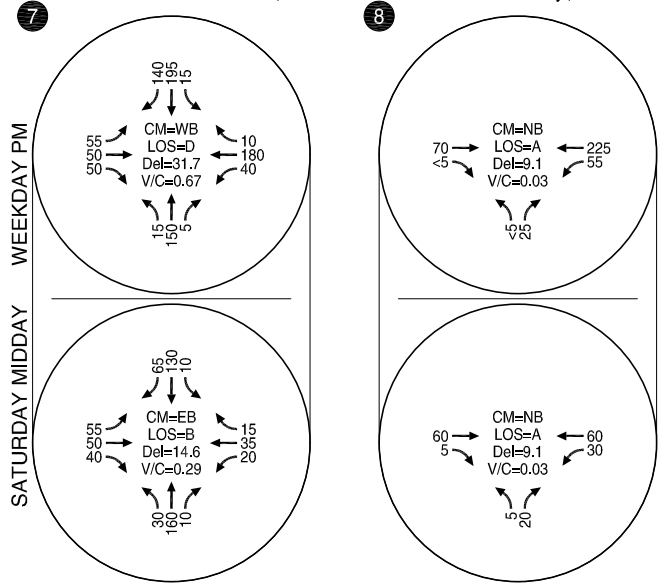 7
8
WEEKDAY PM
140 195 15
55
50
50
CM=WB
LOS=D
Del=31.7
V/C=0.67
10
180
40
15 150 5
70
<5
CM=NB
LOS=A
Del=9.1
V/C=0.03
225
55
<5 25
SATURDAY MIDDAY
65 130 10
55
50
40
CM=EB
LOS=B
Del=14.6
V/C=0.29
15
35
20
30 160 10
60
5
CM=NB
LOS=A
Del=9.1
V/C=0.03
60
30
5 20